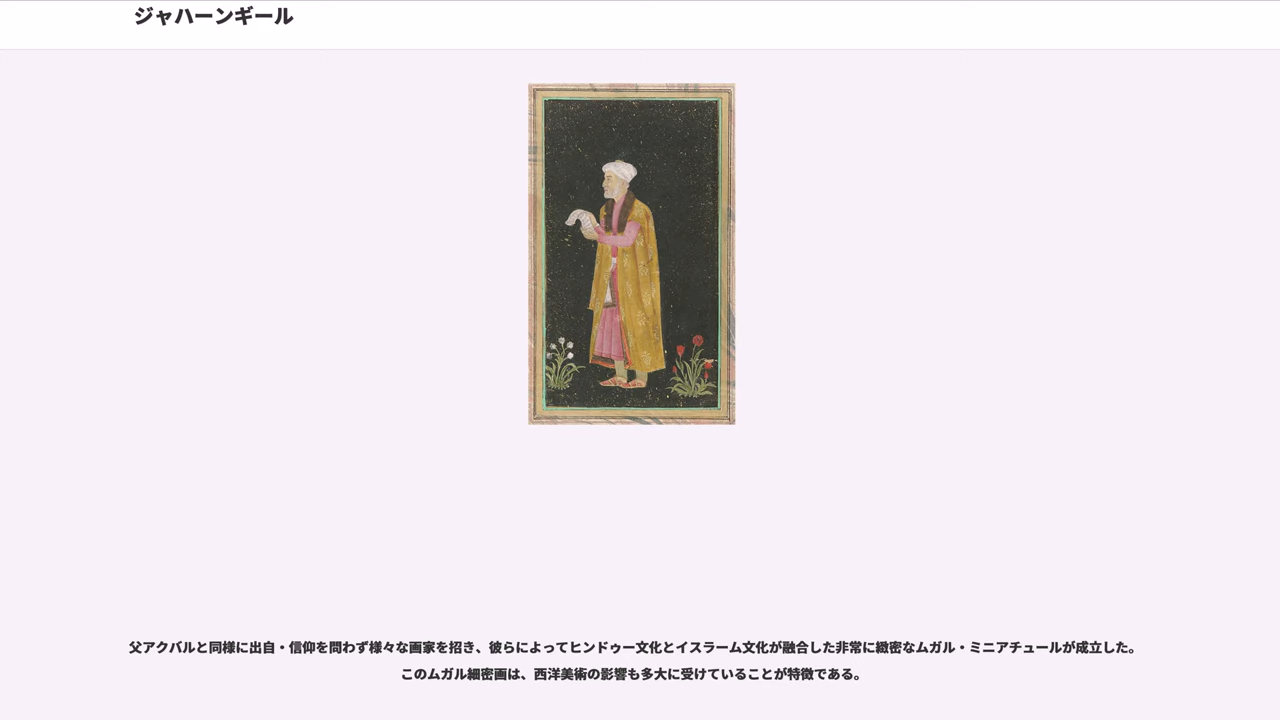 ジャハーンギール
父アクバルと同様に出自・信仰を問わず様々な画家を招き、彼らによってヒンドゥー文化とイスラーム文化が融合した非常に緻密なムガル・ミニアチュールが成立した。
このムガル細密画は、西洋美術の影響も多大に受けていることが特徴である。